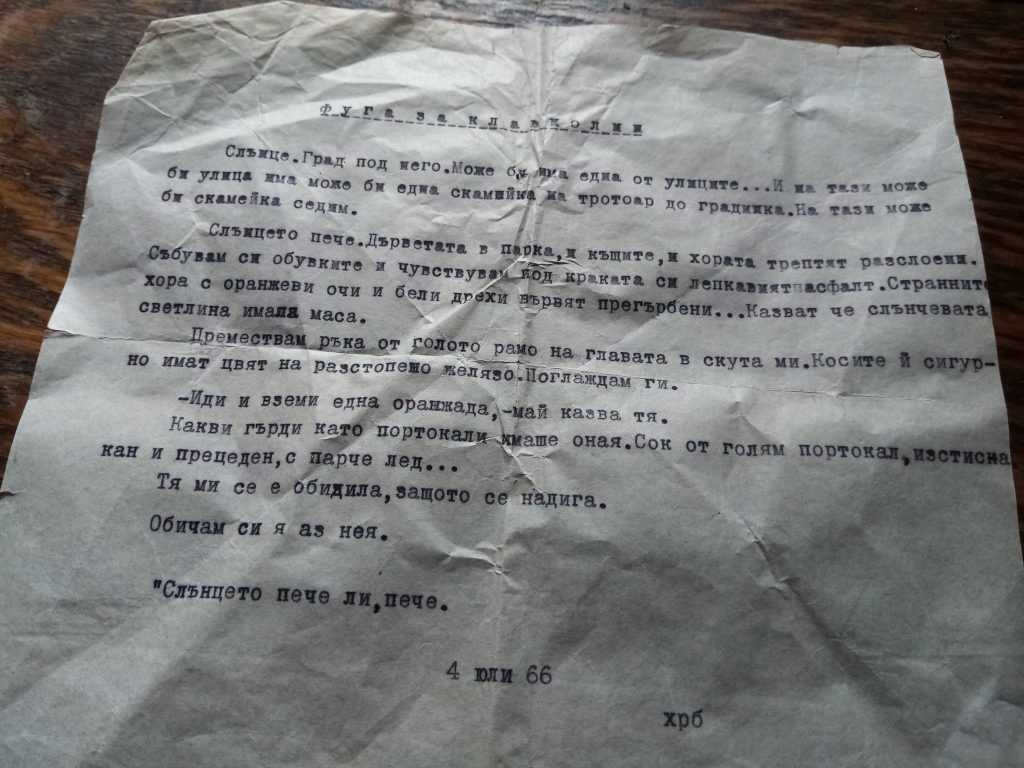 Фуга за клавиолин
Слънце.Град под него.Може би има една от улиците...И на тази може
би улица има може би една скамийка на тротоар до градинка.На тази може
би скамейка седим.
Слънцето пече.Дърветата в парка,и къщите,и хората трептят разслоени.
Събувам си обувките и чувствувам под краката си лепкавият асфалт.Странните
хора с оранжеви очи и бели дрехи вървят прегърбени...Казват че слънчевата
светлина имала маса.
Премествам ръка от голото рамо на главата в скута ми.Косите й сигур-
но имат цвят на разстопено желязо.Поглаждам ги.
-Иди и вземи една оранжада,-май казва тя.
Какви гърди като портокали имаше оная.Сок от голям портокал,изстиска
кан и прецеден,с парче лед...
Тя ми се е обидила,защото се надига.
Обичам си я аз нея.
"Слънцето пече ли,пече.
4 юли 66
хрб